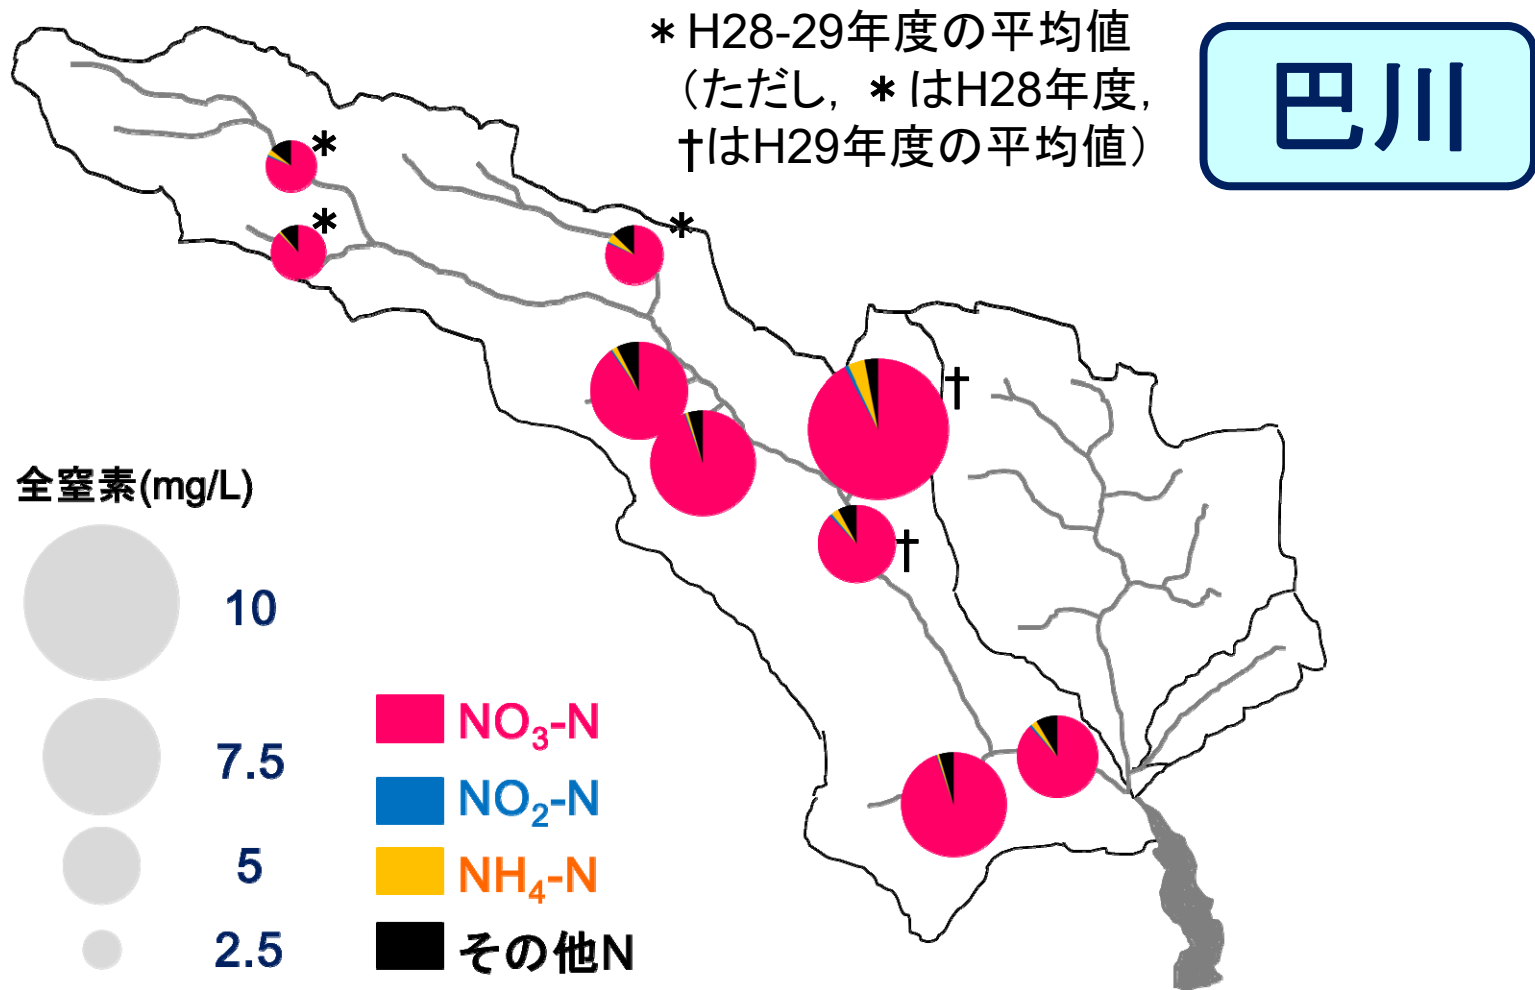 * H28-29年度の平均値
（ただし，* はH28年度，
†はH29年度の平均値）
巴川
*
*
*
†
†
全窒素(mg/L)
10
7.5
5
2.5
NO₃-N
NO₂-N
NH₄-N
その他N